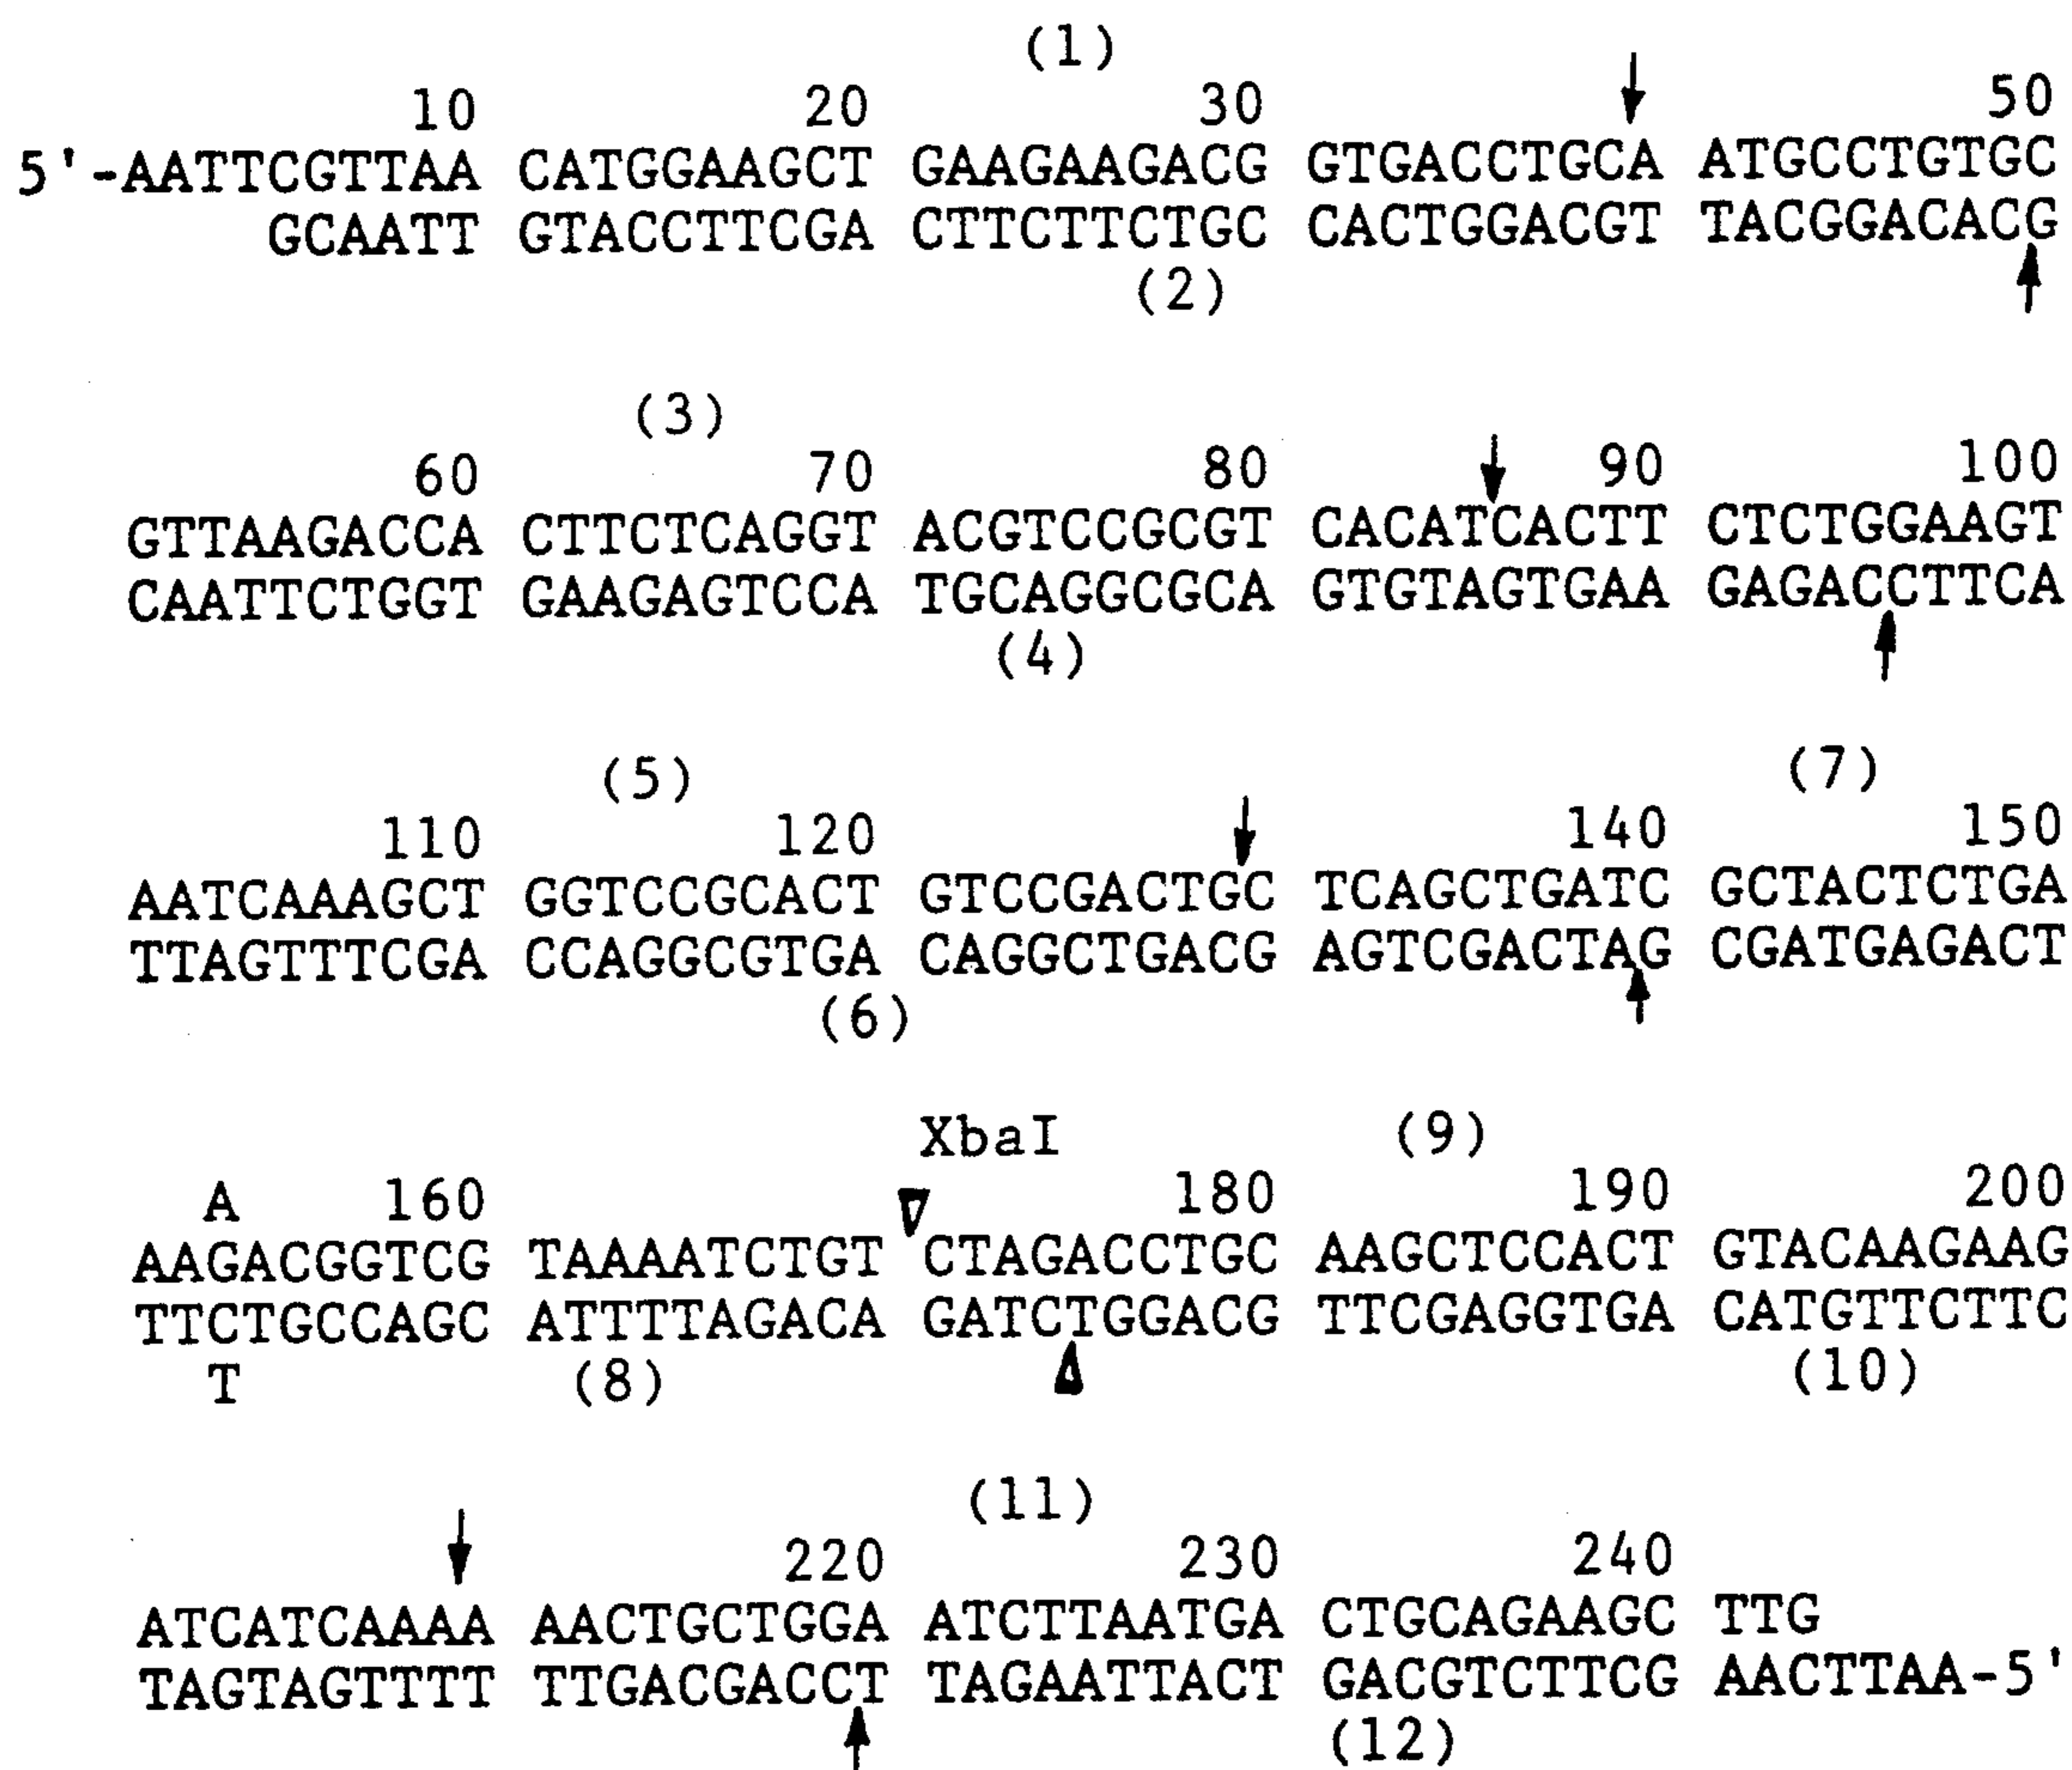 (1)
10 20 30 50
5'-AATTCGTTAA CATGGAAGCT GAAGAAGACG GTGACCTGCA ATGCCTGTGC
GCAATT GTACCTTCGA CTTCTTCTGC CACTGGACGT TACGGACACG
(2)
(3)
60 70 80 90 100
GTTAAGACCA CTTCTCAGGT ACGTCCGCGT CACATCACTT CTCTGGAAGT
CAATTCTGGT GAAGAGTCCA TGCAGGCGCA GTGTAGTGAA GAGACCTTCA
(4)
(5) (7)
110 120 140 150
AATCAAAGCT GGTCCGCACT GTCCGACTGC TCAGCTGATC GCTACTCTGA
TTAGTTTCGA CCAGGCGTGA CAGGCTGACG AGTCGACTAG CGATGAGACT
(6)
XbaI (9)
A 160 180 190 200
AAGACGGTCG TAAAATCTGT CTAGACCTGC AAGCTCCACT GTACAAGAAG
TTCTGCCAGC ATTTTAGACA GATCTGGACG TTCGAGGTGA CATGTTCTTC
T (8) (10)
(11)
220 230 240
ATCATCAAAA AACTGCTGGA ATCTTAATGA CTGCAGAAGC TTG
TAGTAGTTTT TTGACGACCT TAGAATTACT GACGTCTTCG AACTTAA-5'
(12)